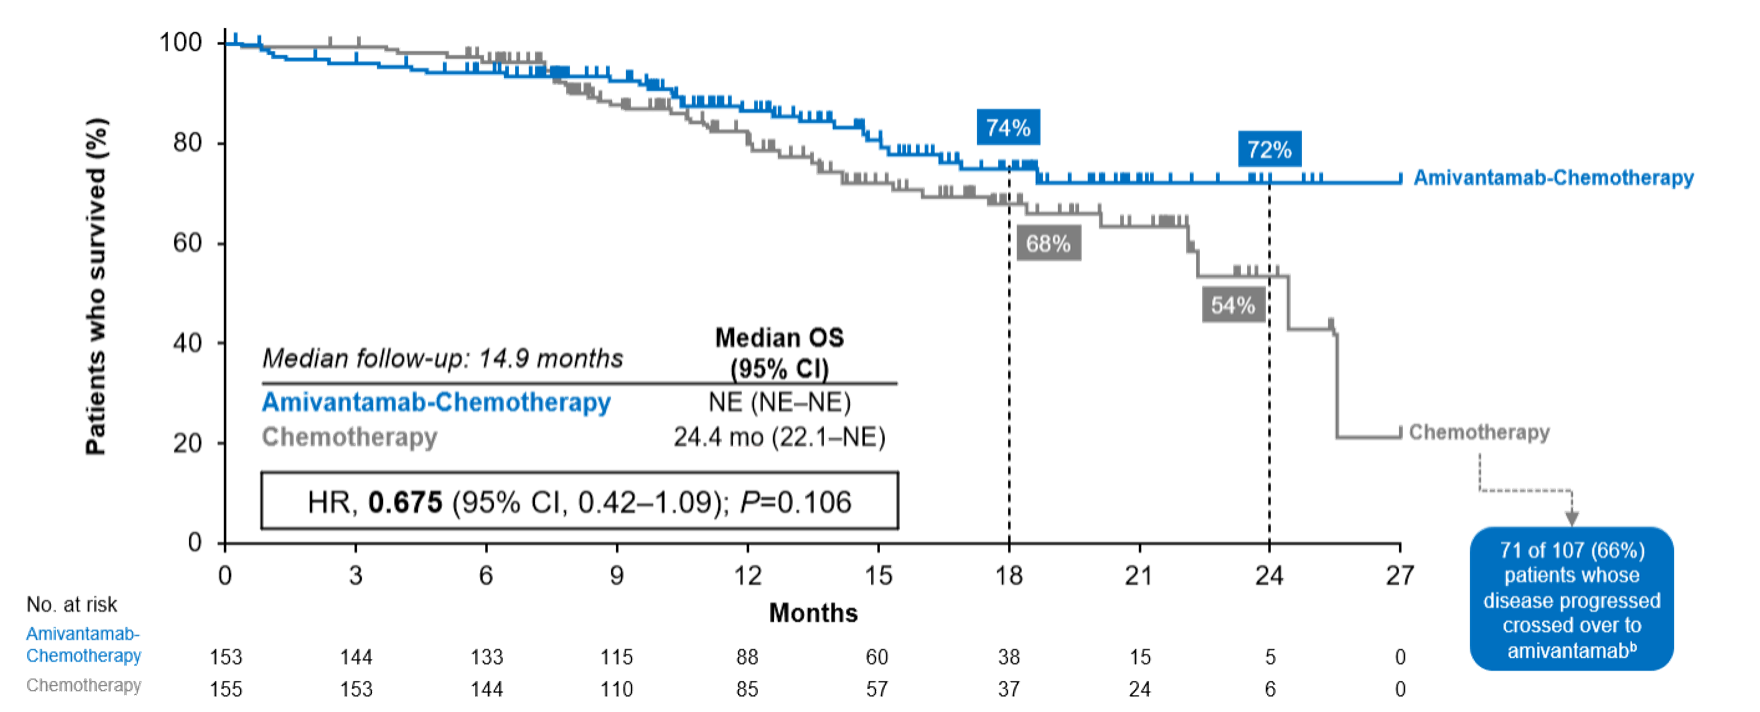 Patients who survived (%)
100
80
60
40
20
0
74%
72%
68%
54%
Amivantamab-Chemotherapy
Chemotherapy
Median follow-up: 14.9 months
Median OS
(95% CI)
Amivantamab-Chemotherapy NE (NE–NE)
Chemotherapy 24.4 mo (22.1–NE)
HR, 0.675 (95% CI, 0.42–1.09); P=0.106
0 3 6 9 12 15 18 21 24 27
Months
71 of 107 (66%)
patients whose
disease progressed
crossed over to
amivantamabᵇ
No. at risk
Amivantamab-
Chemotherapy 153 144 133 115 88 60 38 15 5 0
Chemotherapy 155 153 144 110 85 57 37 24 6 0